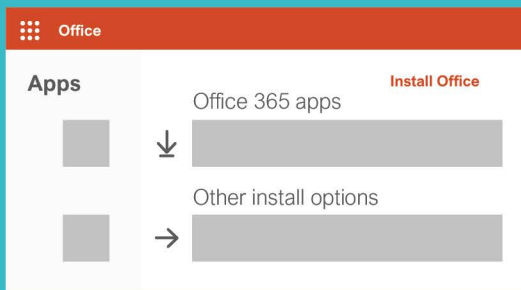 Office
Apps
Install Office
Office 365 apps
Other install options